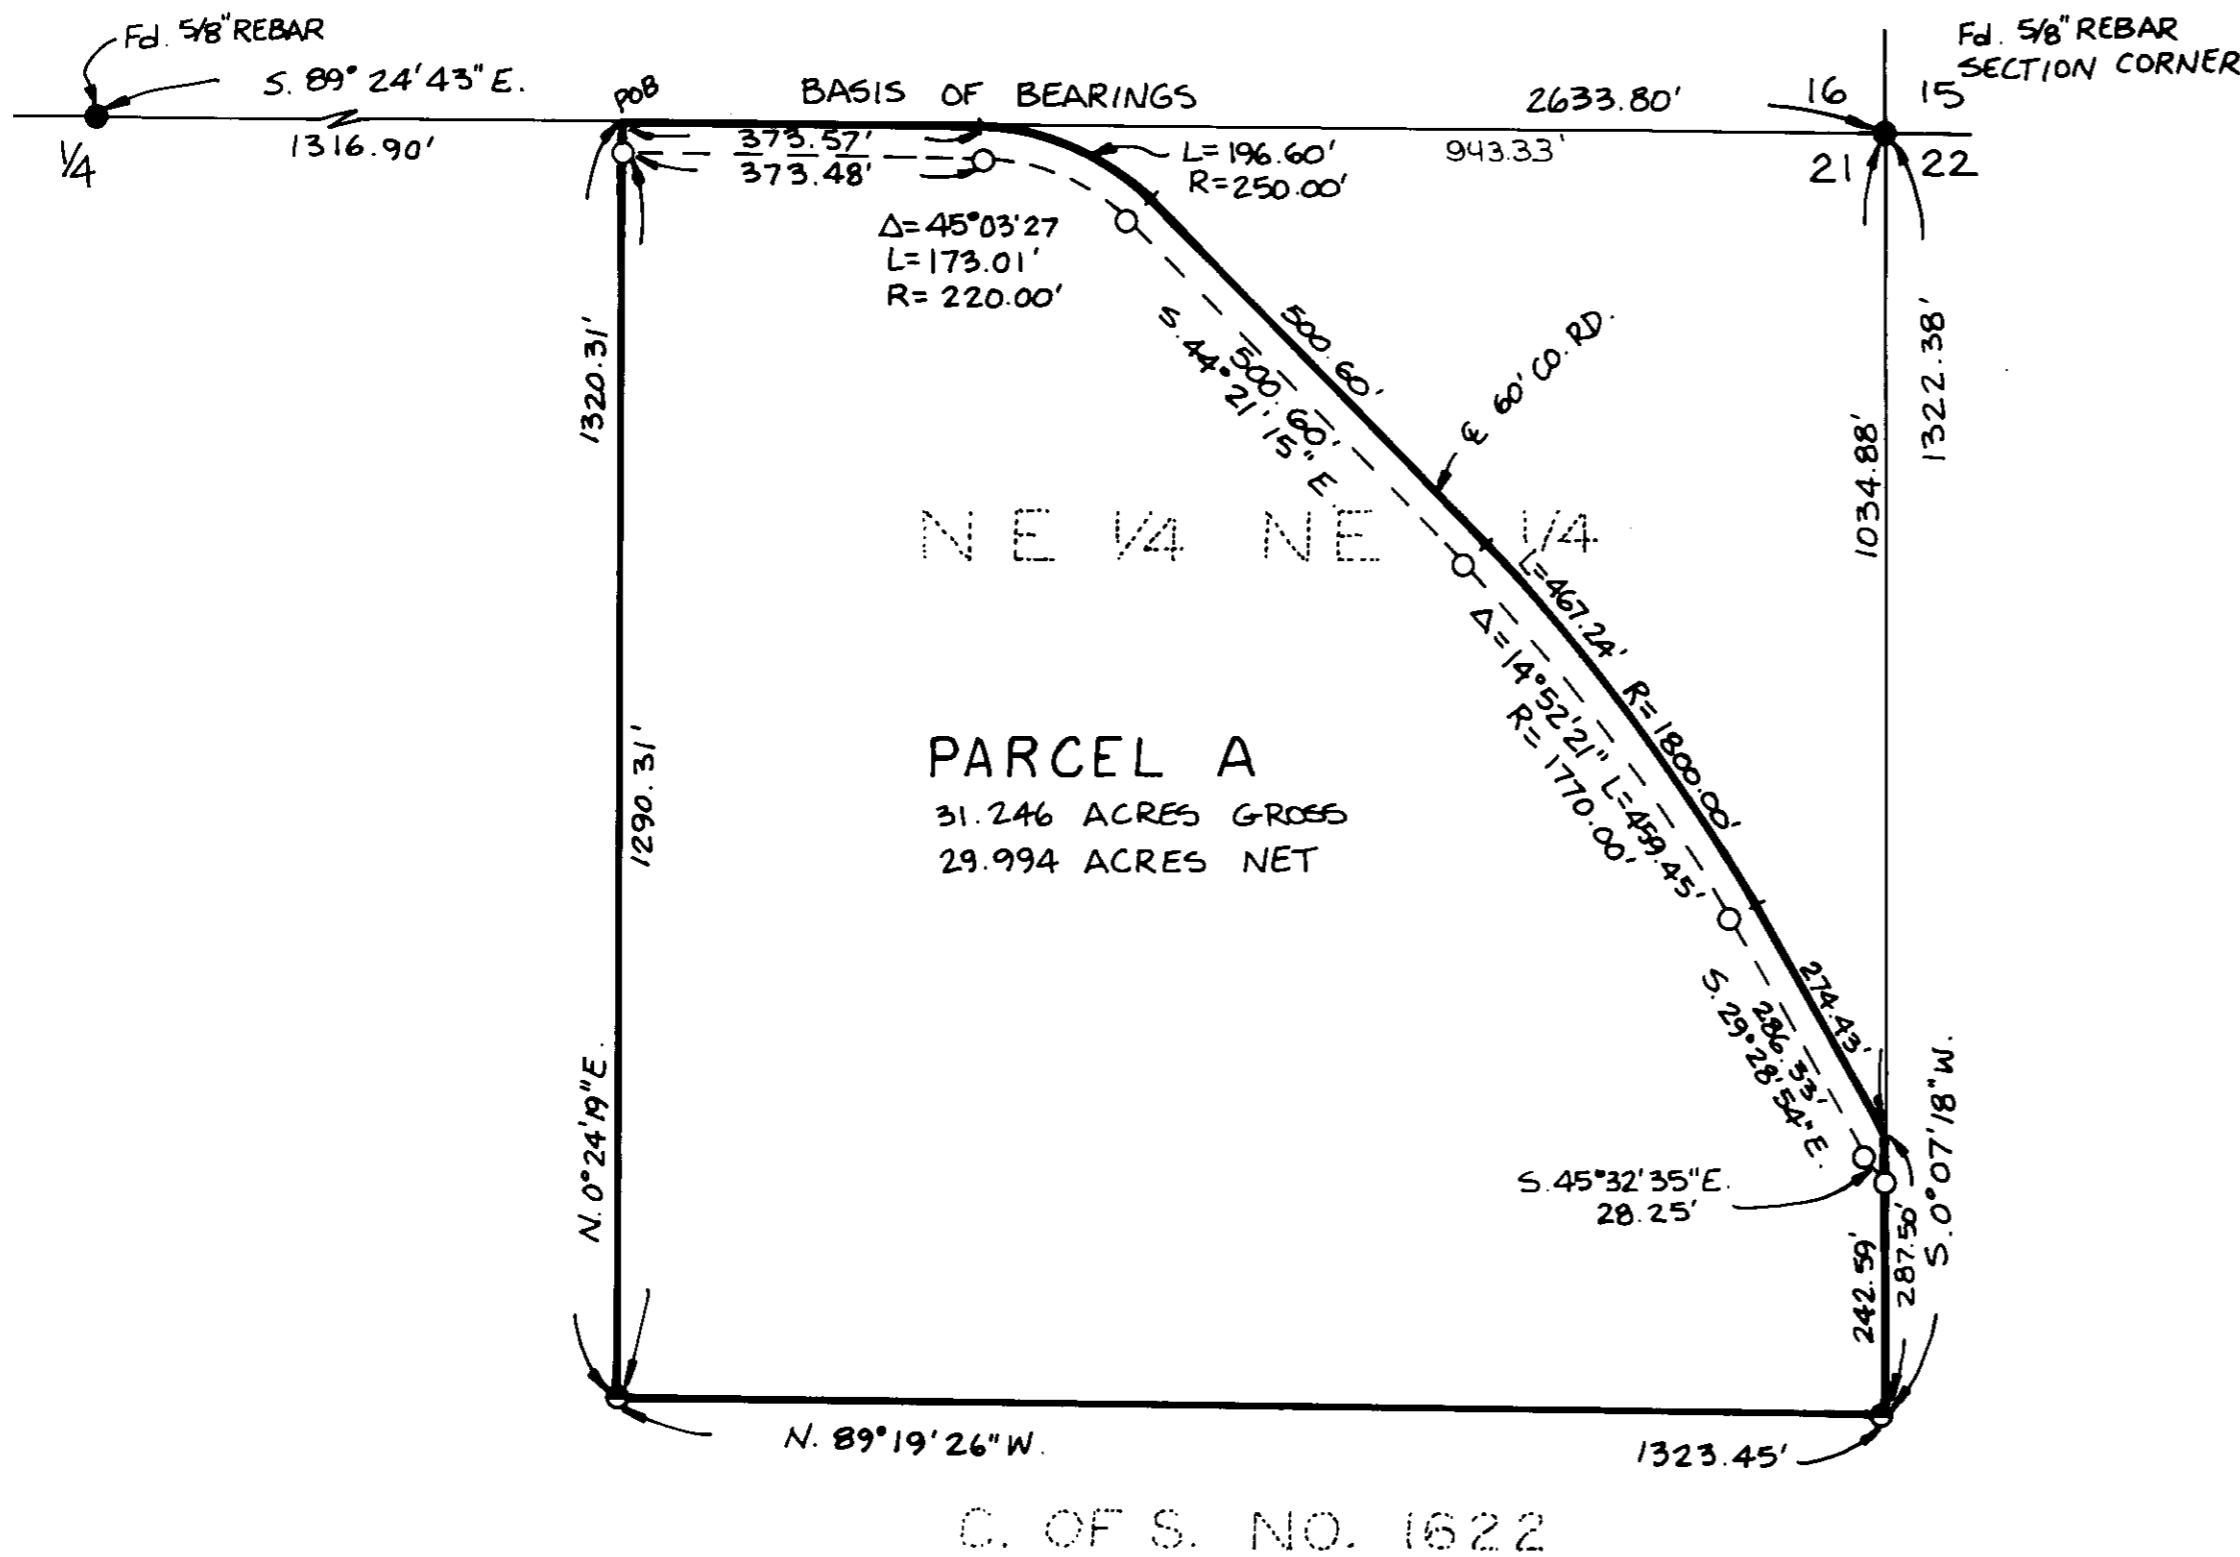 Fd. 5/8" REBAR
S. 89° 24' 43" E.
1316.90'
1/4
POB
BASIS OF BEARINGS
2633.80'
Fd. 5/8" REBAR
SECTION CORNER
16
15
21
22
373.57'
373.48'
L=196.60'
R=250.00'
943.33'
Δ=45°03'27
L=173.01'
R= 220.00'
1320.31'
500.60'
500.60'
S. 44° 21' 15" E.
℄ 60' CO. RD.
1034.88'
1322.38'
NE 1/4 NE 1/4
L=467.24' R=1800.00'
Δ=14°52'21" L=459.45'
R= 1770.00'
PARCEL A
31.246 ACRES GROSS
29.994 ACRES NET
1290.31'
274.43'
286.33'
S. 29° 28' 54" E.
N. 0° 24' 19" E.
S. 0° 07' 18" W.
S. 45° 32' 35" E.
28.25'
242.59'
287.50'
N. 89° 19' 26" W.
1323.45'
C. OF S. NO. 1622